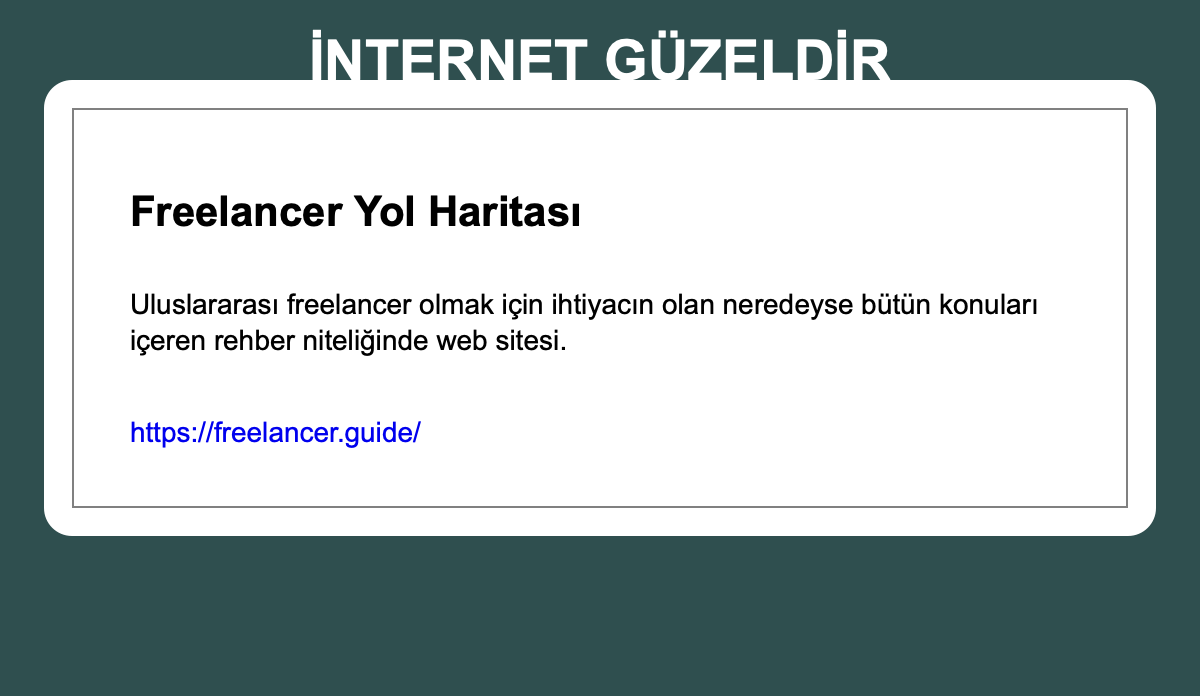 İNTERNET GÜZELDİR
Freelancer Yol Haritası
Uluslararası freelancer olmak için ihtiyacın olan neredeyse bütün konuları
içeren rehber niteliğinde web sitesi.
https://freelancer.guide/